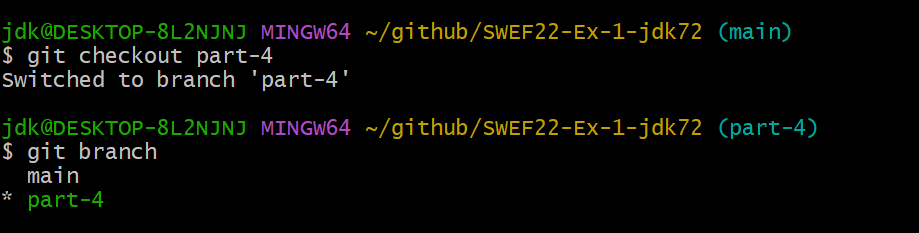 jdk@DESKTOP-8L2NJNJ MINGW64 ~/github/SWEF22-Ex-1-jdk72 (main)
$ git checkout part-4
Switched to branch 'part-4'
jdk@DESKTOP-8L2NJNJ MINGW64 ~/github/SWEF22-Ex-1-jdk72 (part-4)
$ git branch
  main
* part-4